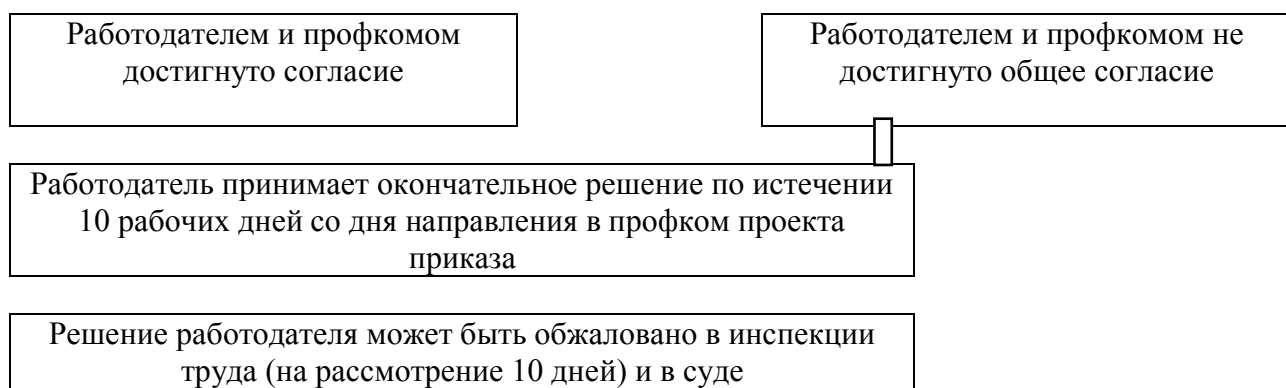 Работодателем и профкомом
достигнуто согласие
Работодателем и профкомом не
достигнуто общее согласие
Работодатель принимает окончательное решение по истечении
10 рабочих дней со дня направления в профком проекта
приказа
Решение работодателя может быть обжаловано в инспекции
труда (на рассмотрение 10 дней) и в суде